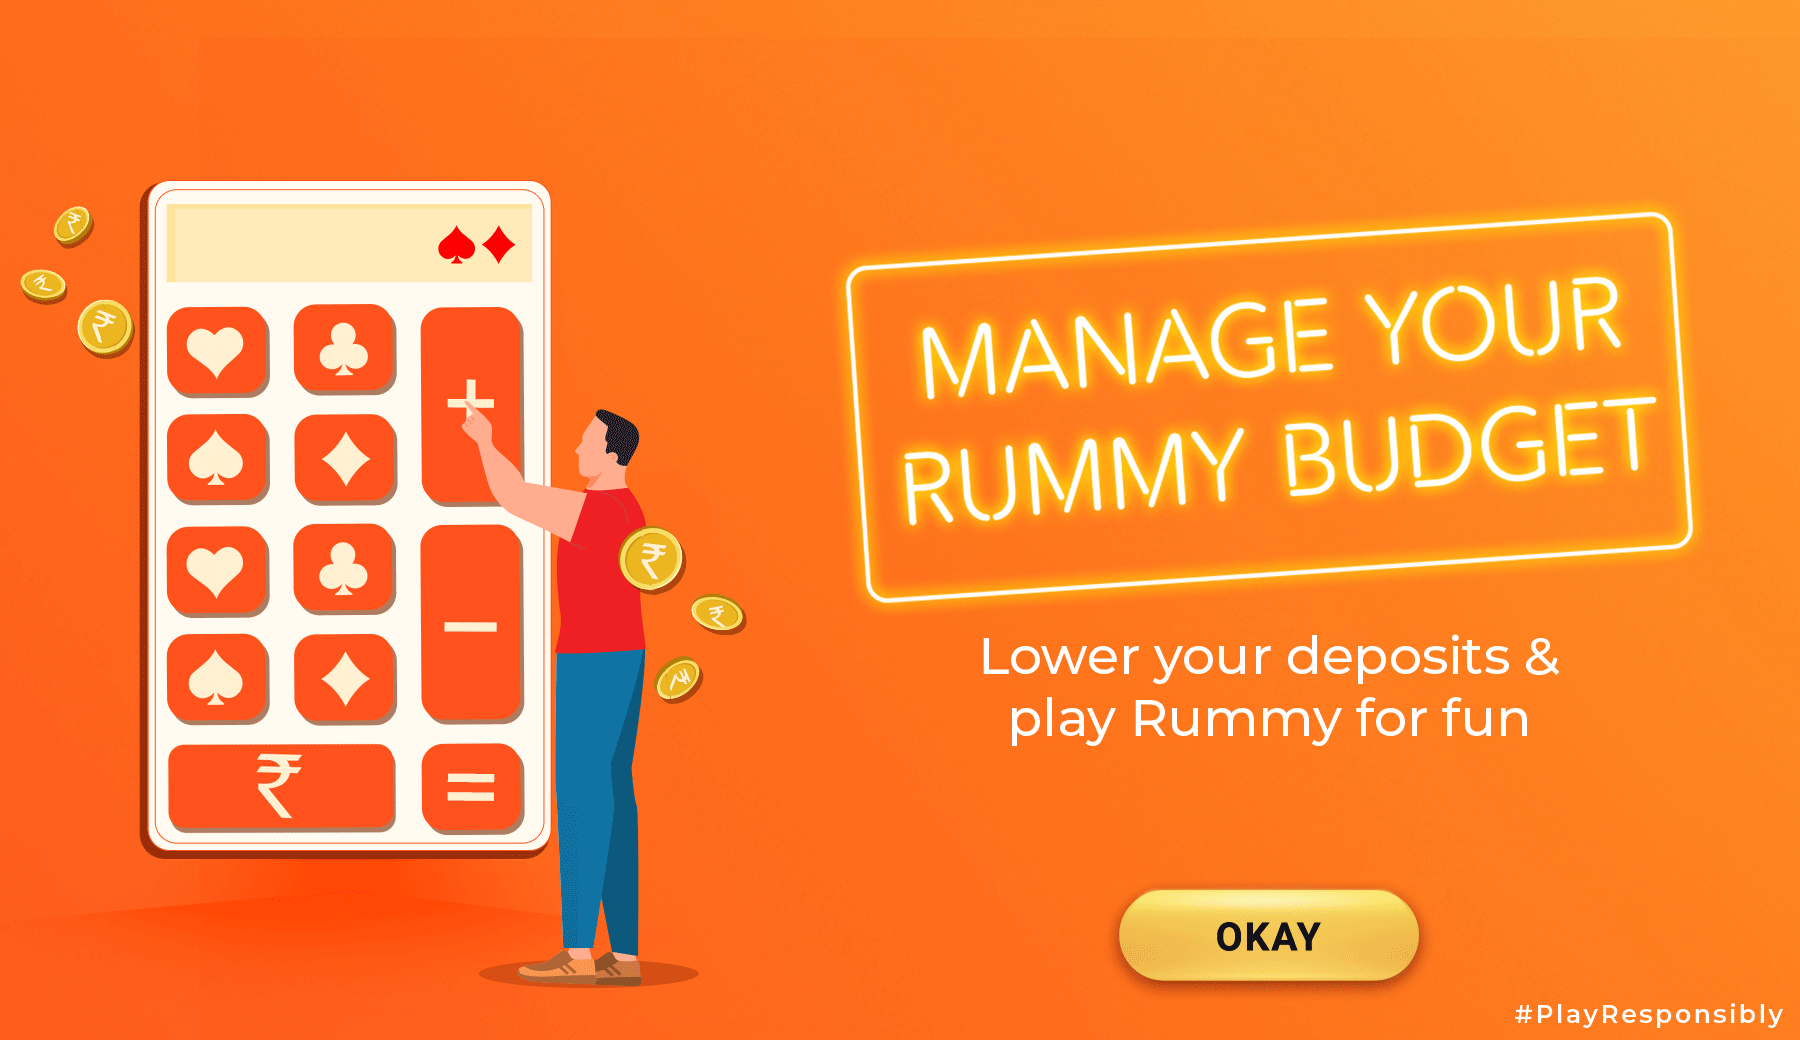 MANAGE YOUR
RUMMY BUDGET
Lower your deposits &
play Rummy for fun
OKAY
#PlayResponsibly